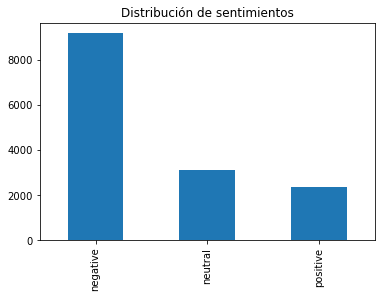 Distribución de sentimientos
8000
6000
4000
2000
0
negative
neutral
positive